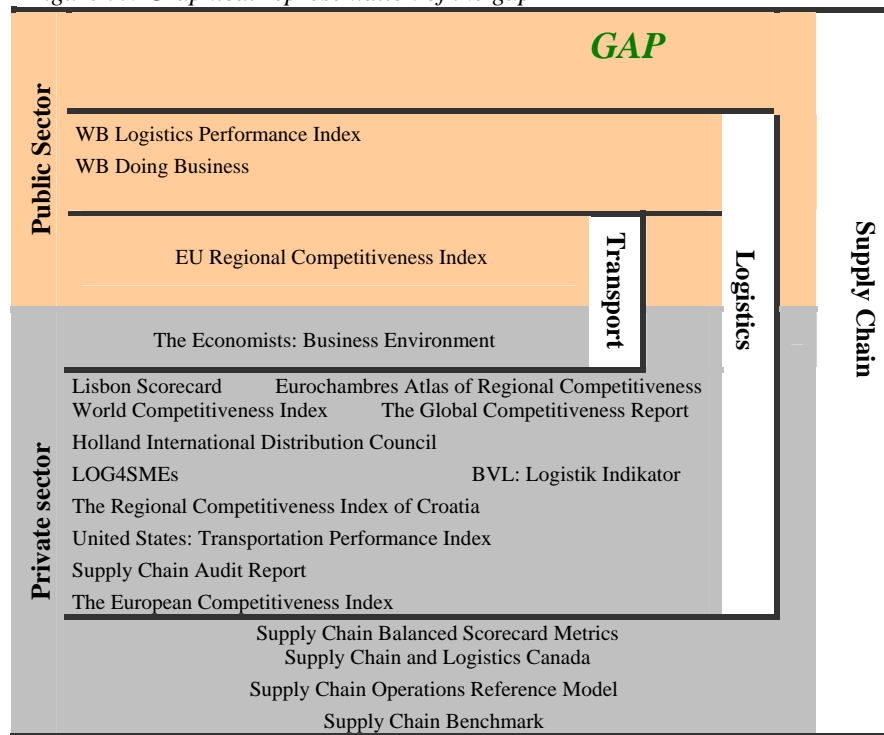 GAP
Public Sector
WB Logistics Performance Index
WB Doing Business
EU Regional Competitiveness Index
Transport
Logistics
Supply Chain
The Economists: Business Environment
Private sector
Lisbon Scorecard Eurochambres Atlas of Regional Competitiveness
World Competitiveness Index The Global Competitiveness Report
Holland International Distribution Council
LOG4SMEs BVL: Logistik Indikator
The Regional Competitiveness Index of Croatia
United States: Transportation Performance Index
Supply Chain Audit Report
The European Competitiveness Index
Supply Chain Balanced Scorecard Metrics
Supply Chain and Logistics Canada
Supply Chain Operations Reference Model
Supply Chain Benchmark